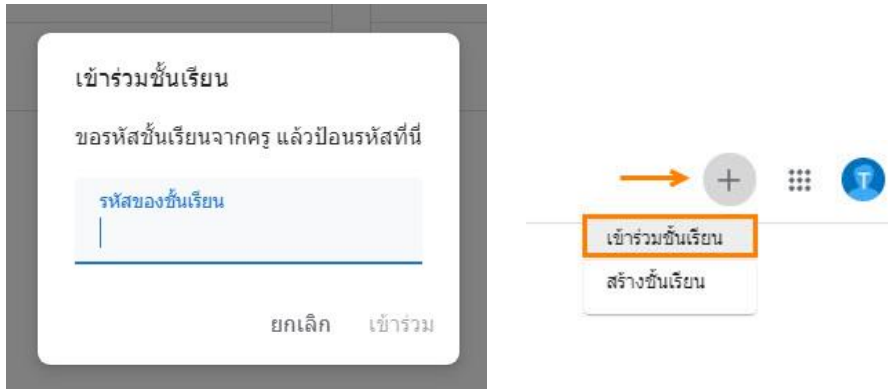 เข้าร่วมชั้นเรียน
ขอรหัสชั้นเรียนจากครู แล้วป้อนรหัสที่นี่
รหัสของชั้นเรียน
ยกเลิก เข้าร่วม
T
เข้าร่วมชั้นเรียน
สร้างชั้นเรียน